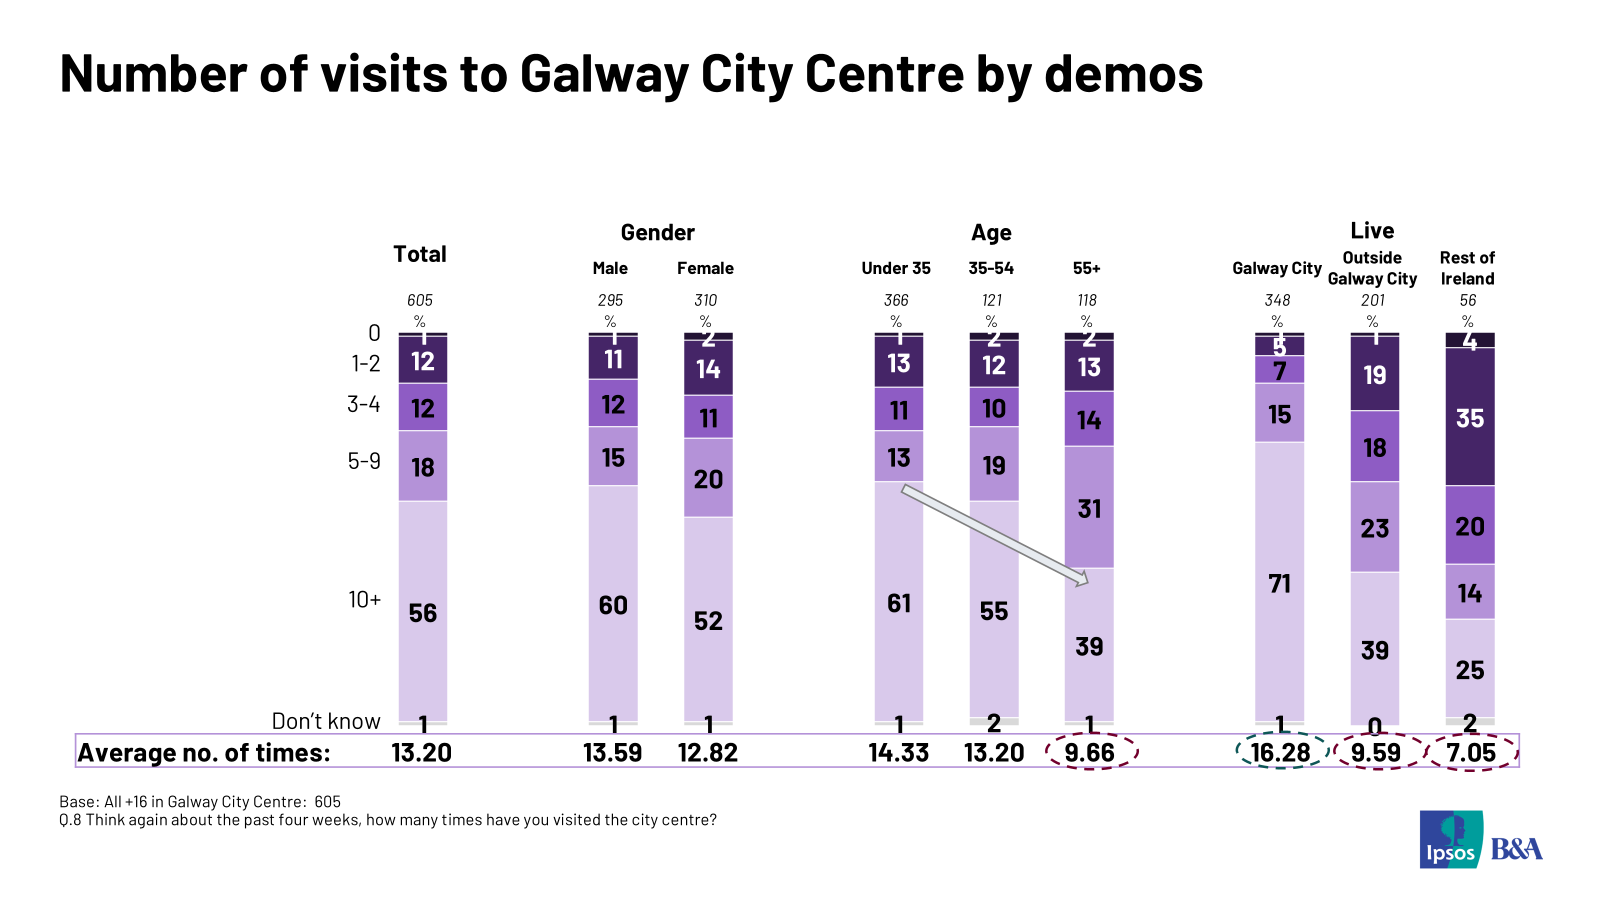 Number of visits to Galway City Centre by demos
Gender
Age
Live
Total
Male
Female
Under 35
35-54
55+
Galway City
Outside
Galway City
Rest of
Ireland
605
295
310
366
121
118
348
201
56
% % % % % % % % %
0 1 1 2 1 2 2 1 1 4
1-2 12 11 14 13 12 13 5 19 35
3-4 12 12 11 11 10 14 7 18 20
5-9 18 15 20 13 19 31 15 23 14
10+ 56 60 52 61 55 39 71 39 25
Don't know 1 1 1 1 2 1 1 0 2
Average no. of times: 13.20 13.59 12.82 14.33 13.20 9.66 16.28 9.59 7.05
Base: All +16 in Galway City Centre: 605
Q.8 Think again about the past four weeks, how many times have you visited the city centre?
Ipsos B&A